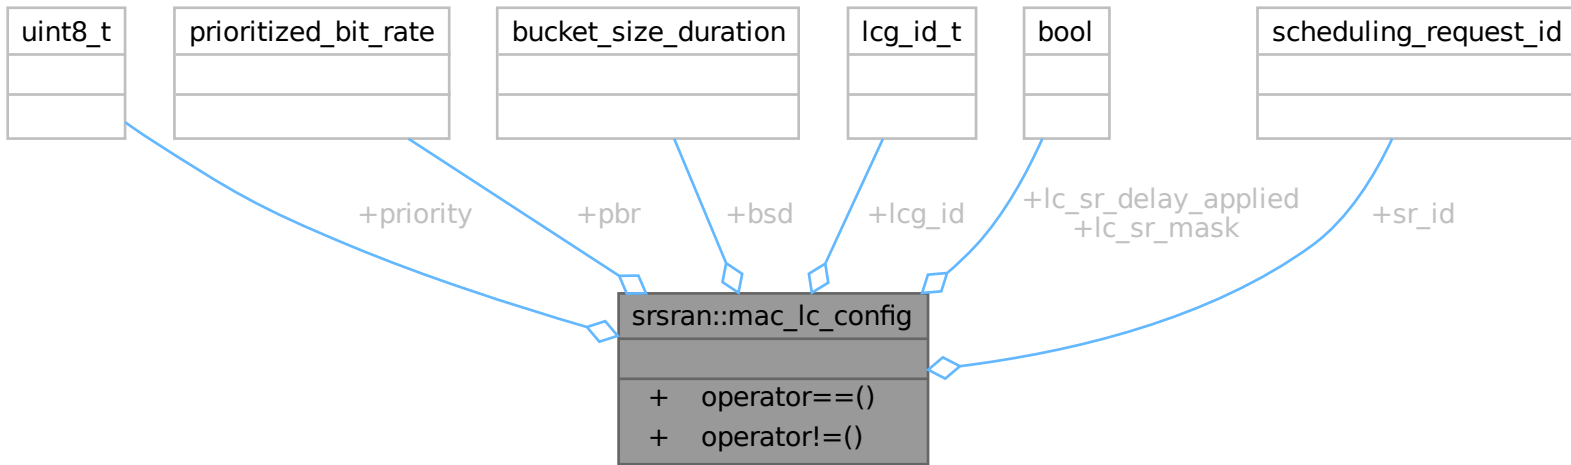 uint8_t
prioritized_bit_rate
bucket_size_duration
lcg_id_t
bool
scheduling_request_id
+priority
+pbr
+bsd
+lcg_id
+lc_sr_delay_applied
+lc_sr_mask
+sr_id
srsran::mac_lc_config
+ operator==()
+ operator!=()